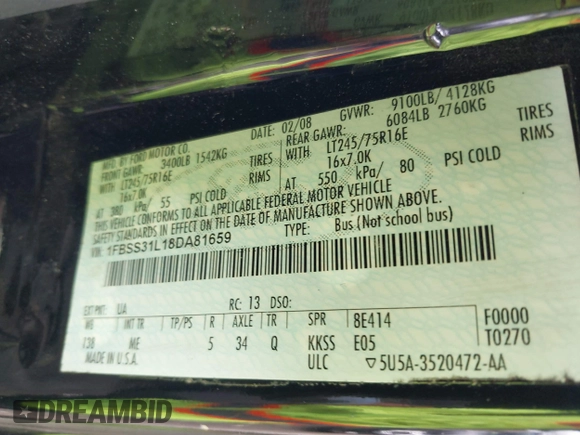 MFD. BY FORD MOTOR CO.
DATE: 02/08 GVWR: 9100LB/ 4128KG
FRONT GAWR: 3400LB 1542KG REAR GAWR: 6084LB 2760KG
WITH LT245/75R16E TIRES WITH LT245/75R16E TIRES
16x7.0K RIMS 16x7.0K RIMS
AT 380 kPa/ 55 PSI COLD AT 550 kPa/ 80 PSI COLD
THIS VEHICLE CONFORMS TO ALL APPLICABLE FEDERAL MOTOR VEHICLE
SAFETY STANDARDS IN EFFECT ON THE DATE OF MANUFACTURE SHOWN ABOVE.
VIN: 1FBSS31L18DA81659 TYPE: Bus (Not school bus)
EXT PNT: UA RC: 13 DSO:
WB INT TR TP/PS R AXLE TR SPR 8E414 F0000
138 ME 5 34 Q KKSS E05 T0270
MADE IN U.S.A. ULC ▽5U5A-3520472-AA
DREAMBID